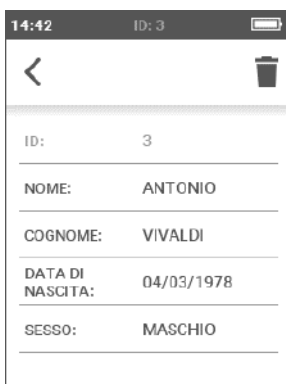 14:42 ID: 3
ID: 3
NOME: ANTONIO
COGNOME: VIVALDI
DATA DI
NASCITA: 04/03/1978
SESSO: MASCHIO